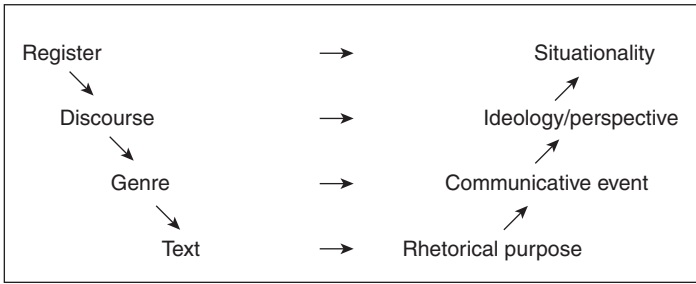 Register → Situationality
Discourse → Ideology/perspective
Genre → Communicative event
Text → Rhetorical purpose